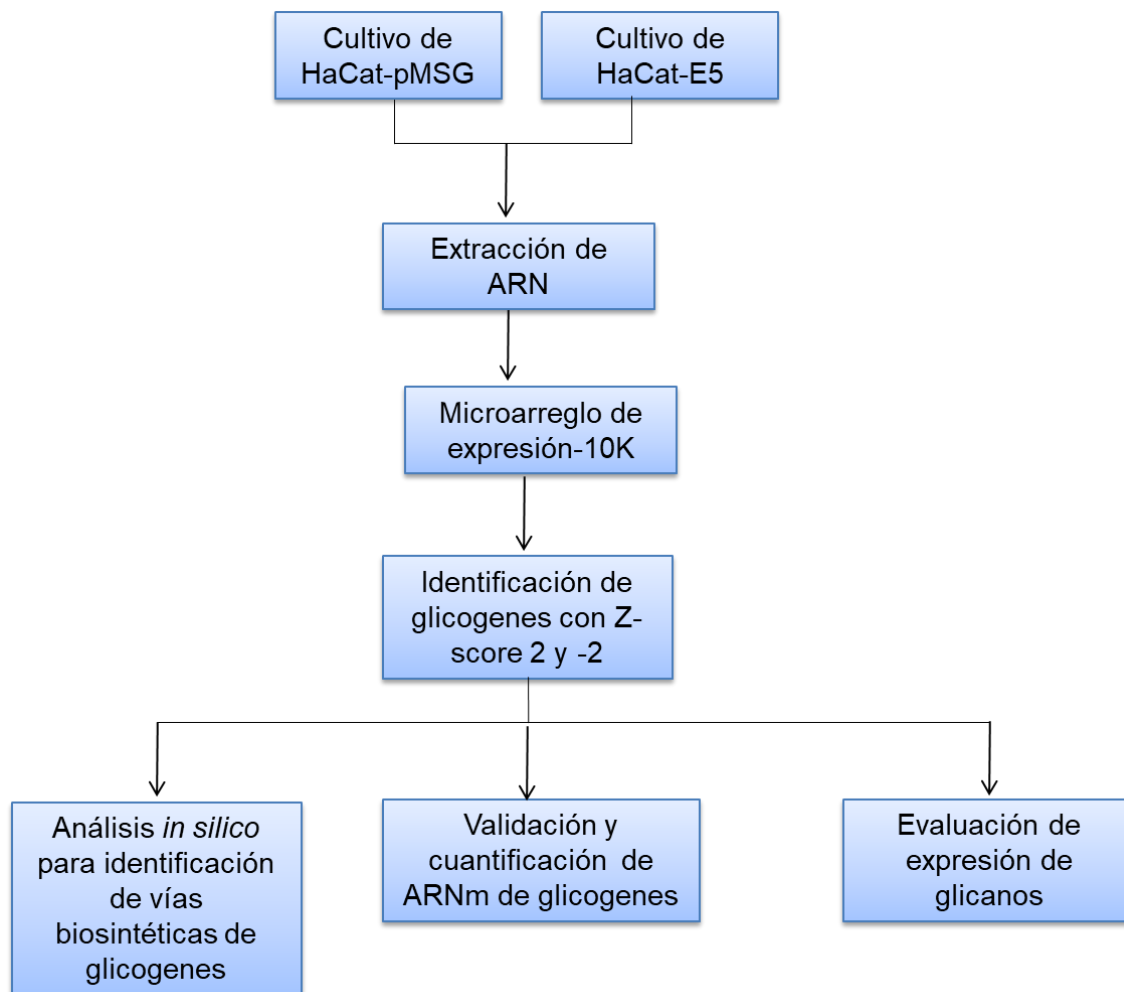 Cultivo de
HaCat-pMSG
Cultivo de
HaCat-E5
Extracción de
ARN
Microarreglo de
expresión-10K
Identificación de
glicogenes con Z-
score 2 y -2
Análisis in silico
para identificación
de vías
biosintéticas de
glicogenes
Validación y
cuantificación de
ARNm de glicogenes
Evaluación de
expresión de
glicanos